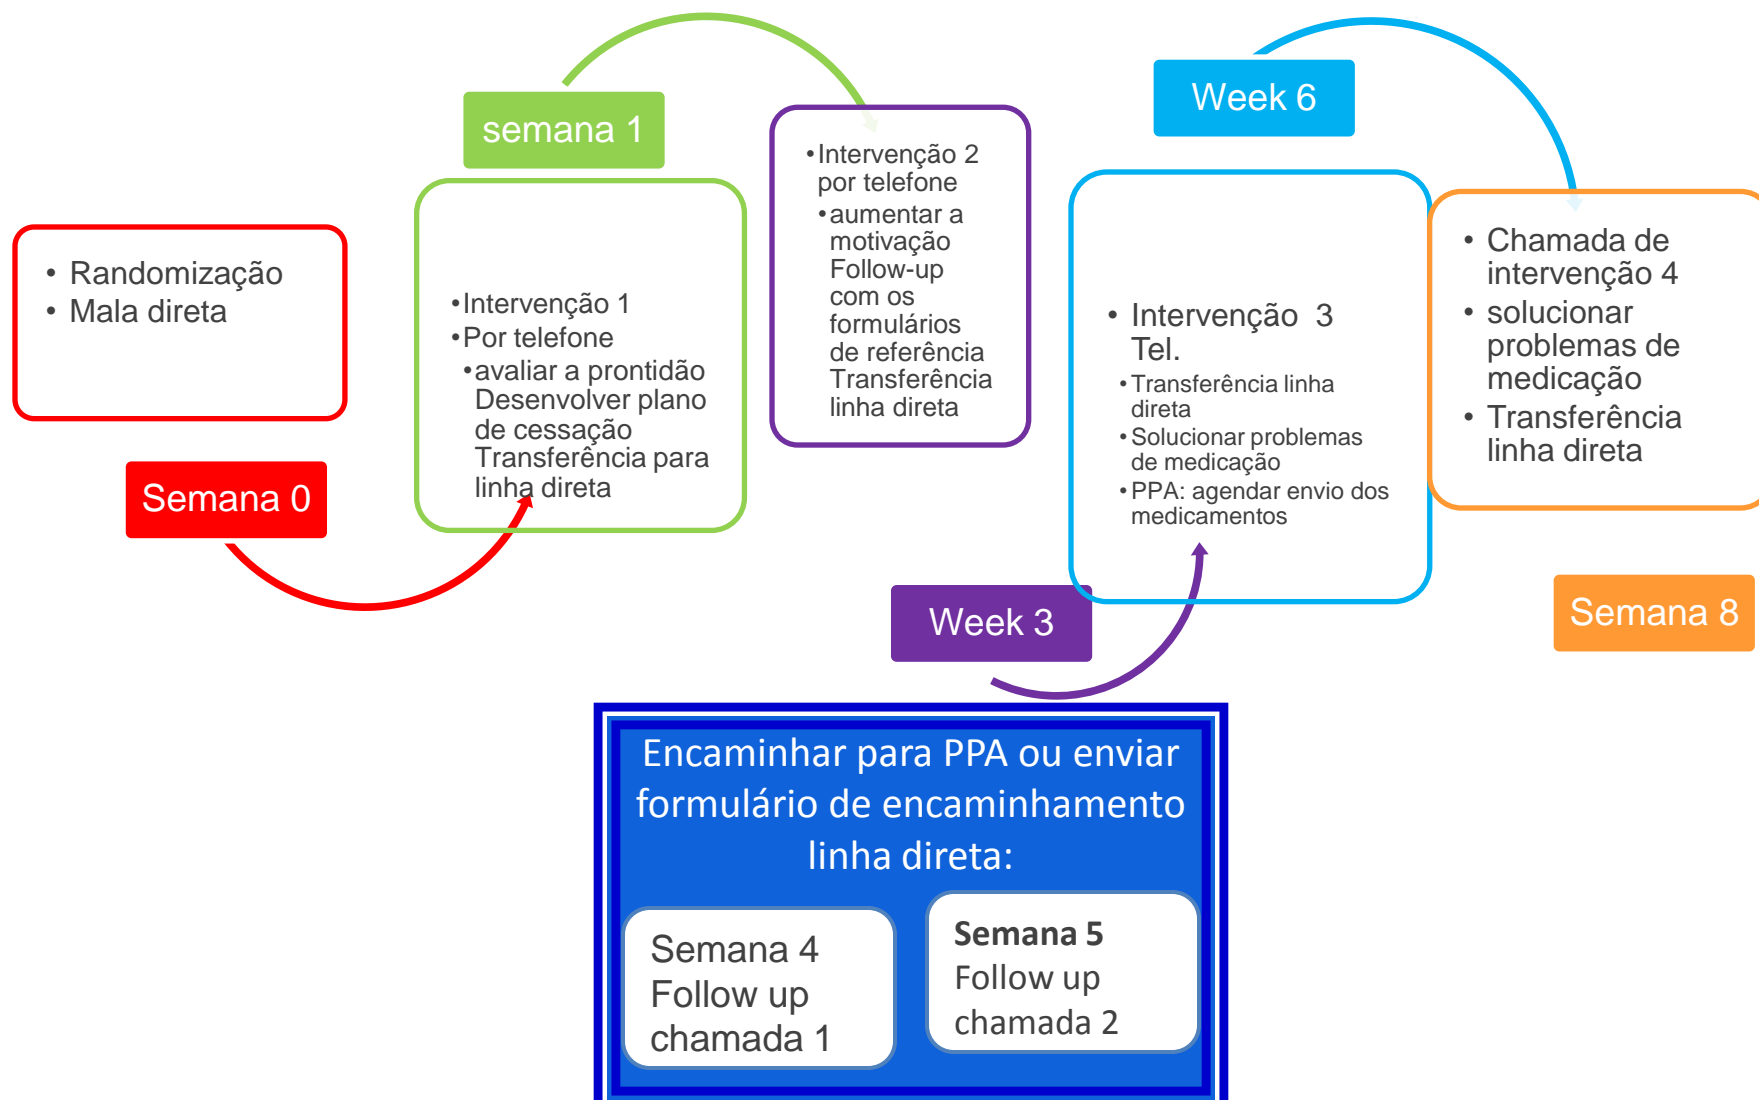 • Randomização
• Mala direta
Semana 0
semana 1
•Intervenção 1
•Por telefone
•avaliar a prontidão
Desenvolver plano
de cessação
Transferência para
linha direta
•Intervenção 2
por telefone
•aumentar a
motivação
Follow-up
com os
formulários
de referência
Transferência
linha direta
Week 3
Week 6
• Intervenção 3
Tel.
•Transferência linha
direta
•Solucionar problemas
de medicação
•PPA: agendar envio dos
medicamentos
• Chamada de
intervenção 4
• solucionar
problemas de
medicação
• Transferência
linha direta
Semana 8
Encaminhar para PPA ou enviar
formulário de encaminhamento
linha direta:
Semana 4
Follow up
chamada 1
Semana 5
Follow up
chamada 2